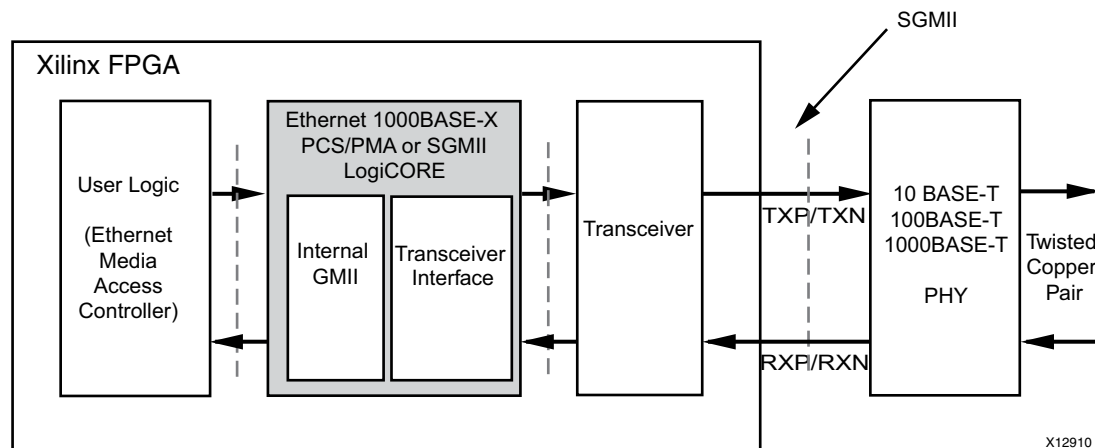 SGMII
Xilinx FPGA
User Logic
(Ethernet
Media
Access
Controller)
Ethernet 1000BASE-X
PCS/PMA or SGMII
LogiCORE
Internal
GMII
Transceiver
Interface
Transceiver
TXP/TXN
RXP/RXN
10 BASE-T
100BASE-T
1000BASE-T
PHY
Twisted
Copper
Pair
X12910